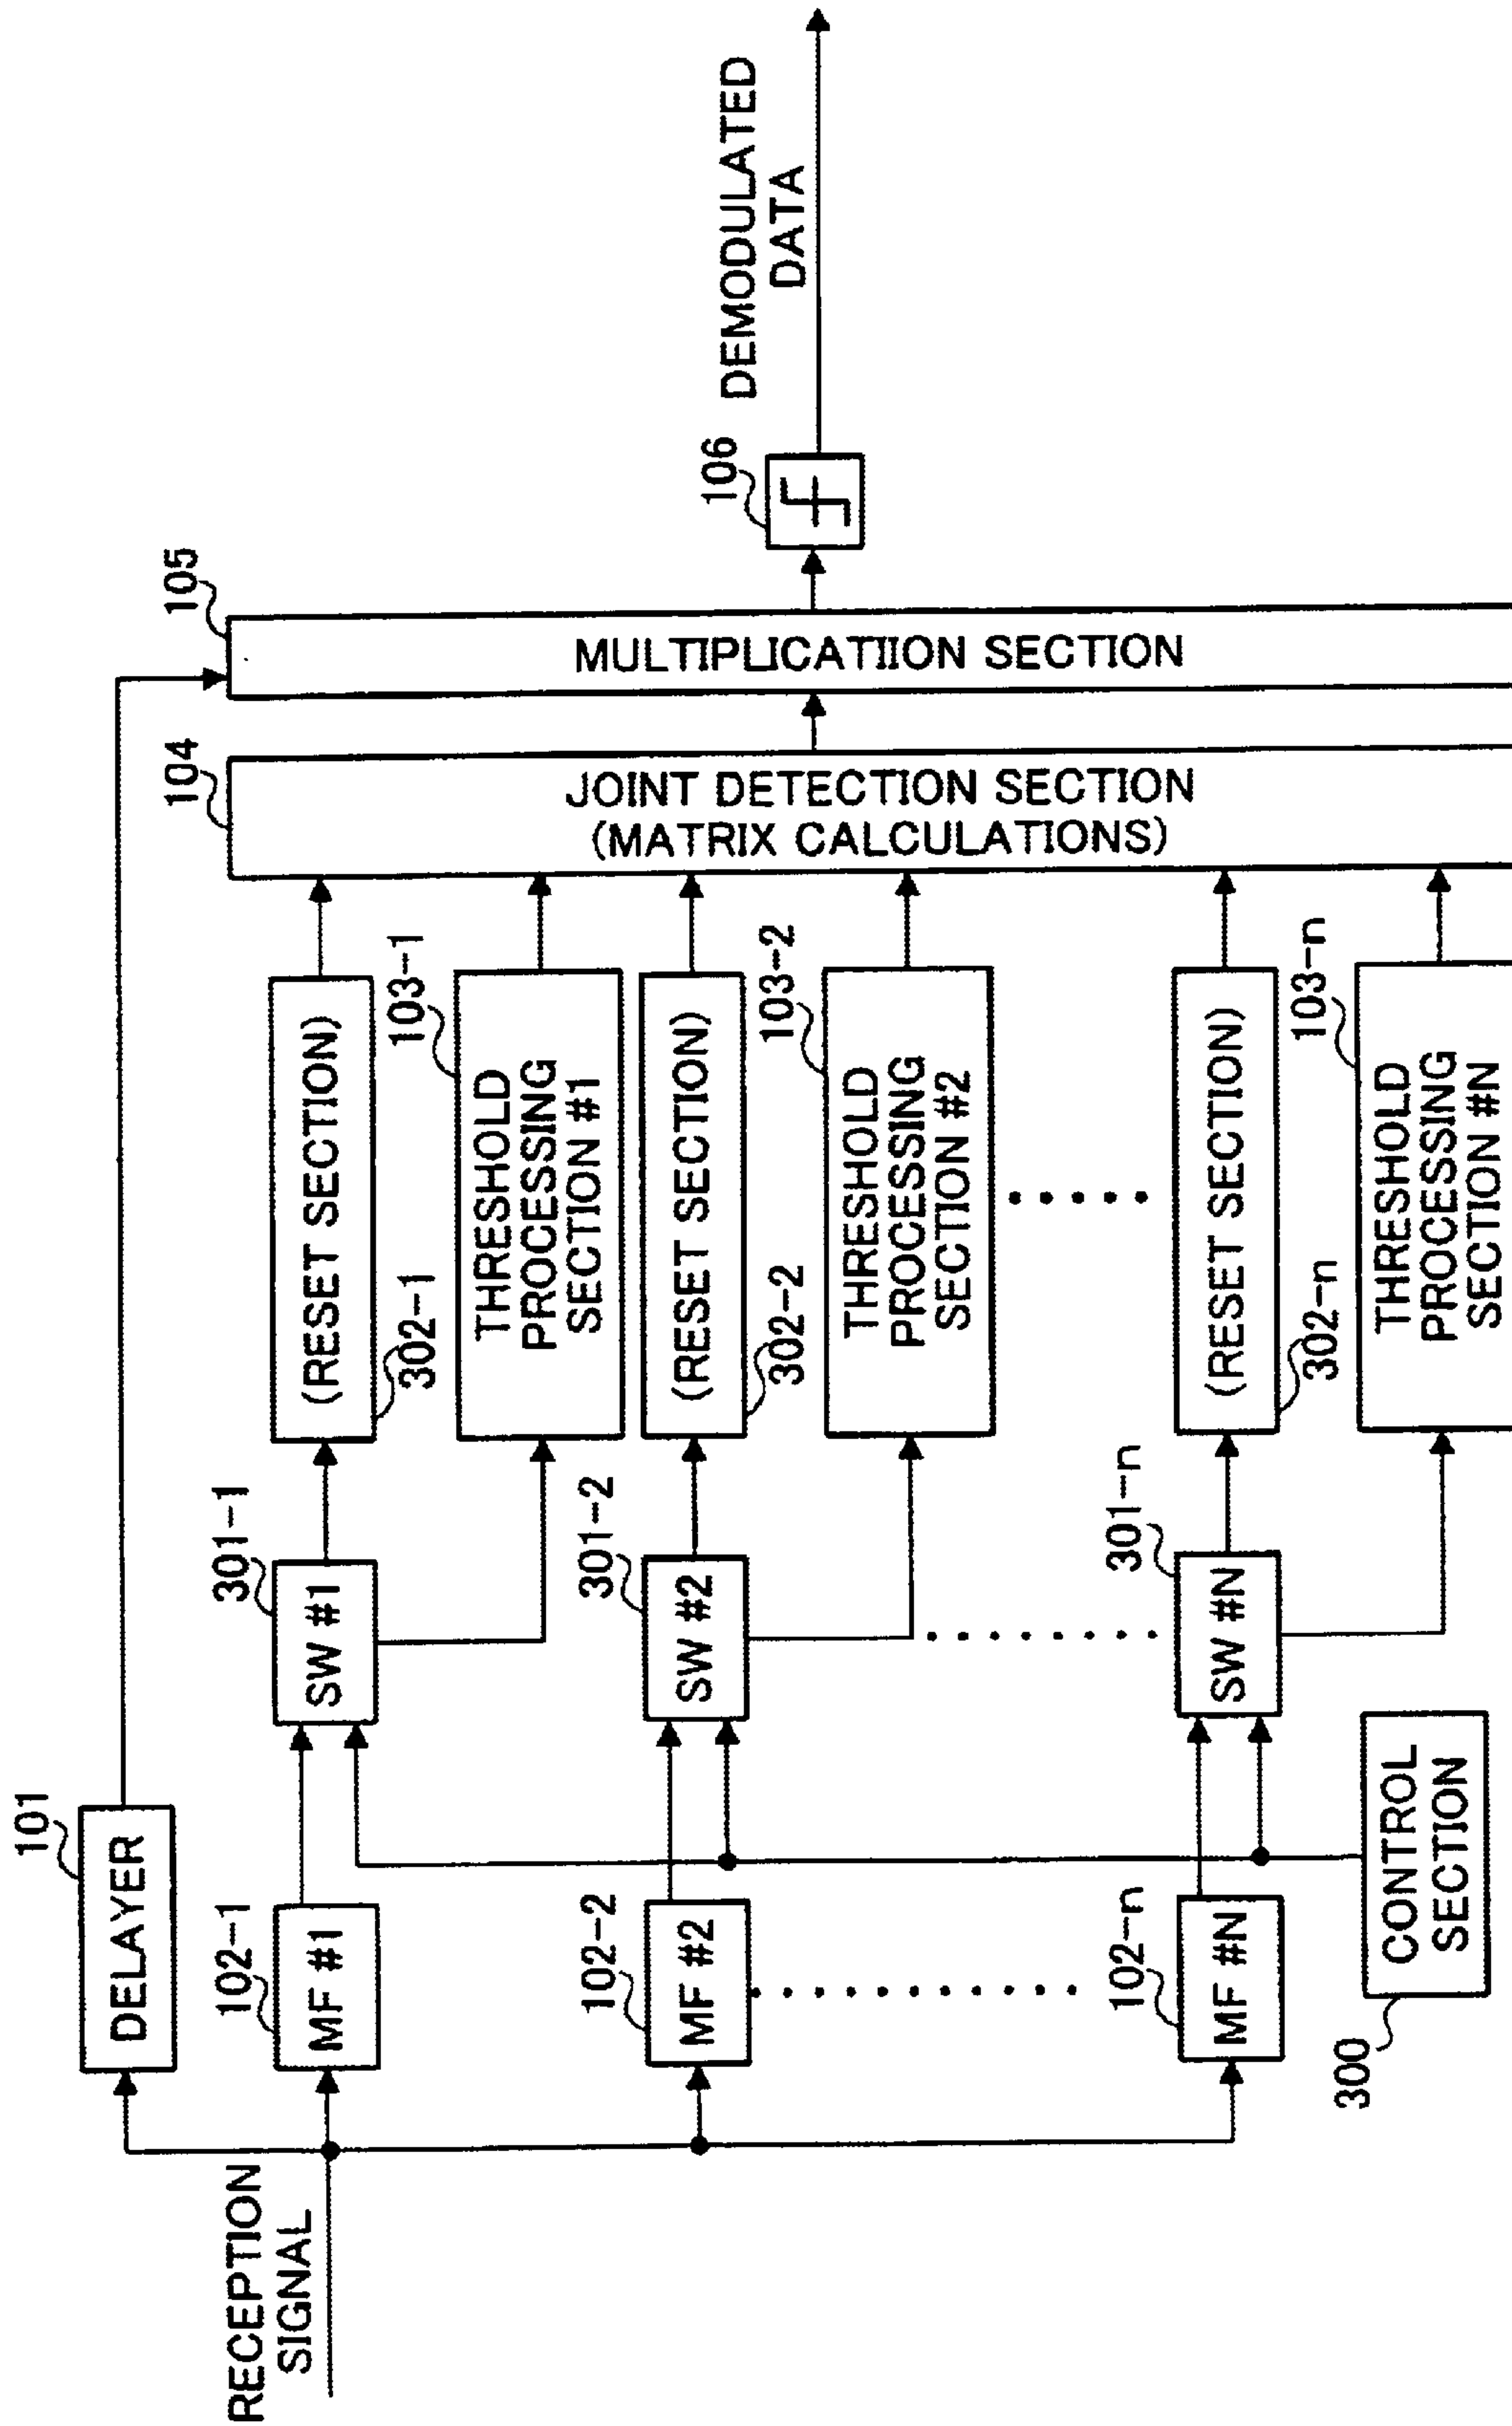 RECEPTION
SIGNAL
101
DELAYER
102-1
MF #1
102-2
MF #2
102-n
MF #N
300
CONTROL
SECTION
301-1
SW #1
301-2
SW #2
301-n
SW #N
302-1
(RESET SECTION)
103-1
THRESHOLD
PROCESSING
SECTION #1
302-2
(RESET SECTION)
103-2
THRESHOLD
PROCESSING
SECTION #2
302-n
(RESET SECTION)
103-n
THRESHOLD
PROCESSING
SECTION #N
104
JOINT DETECTION SECTION
(MATRIX CALCULATIONS)
105
MULTIPLICATIION SECTION
106
DEMODULATED
DATA